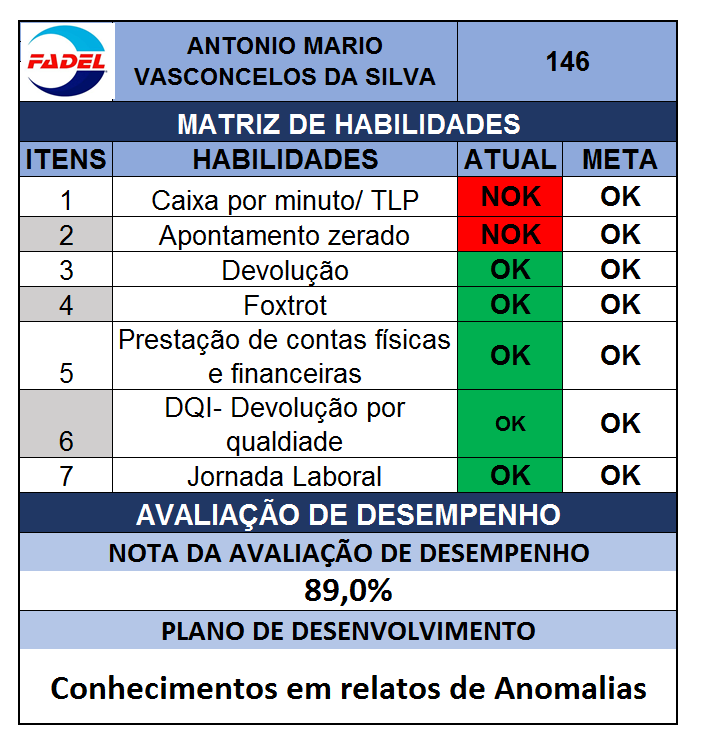 FADEL
ANTONIO MARIO
VASCONCELOS DA SILVA
146
MATRIZ DE HABILIDADES
ITENS HABILIDADES ATUAL META
1 Caixa por minuto/ TLP NOK OK
2 Apontamento zerado NOK OK
3 Devolução OK OK
4 Foxtrot OK OK
5 Prestação de contas físicas
e financeiras OK OK
6 DQI- Devolução por
qualdiade OK OK
7 Jornada Laboral OK OK
AVALIAÇÃO DE DESEMPENHO
NOTA DA AVALIAÇÃO DE DESEMPENHO
89,0%
PLANO DE DESENVOLVIMENTO
Conhecimentos em relatos de Anomalias